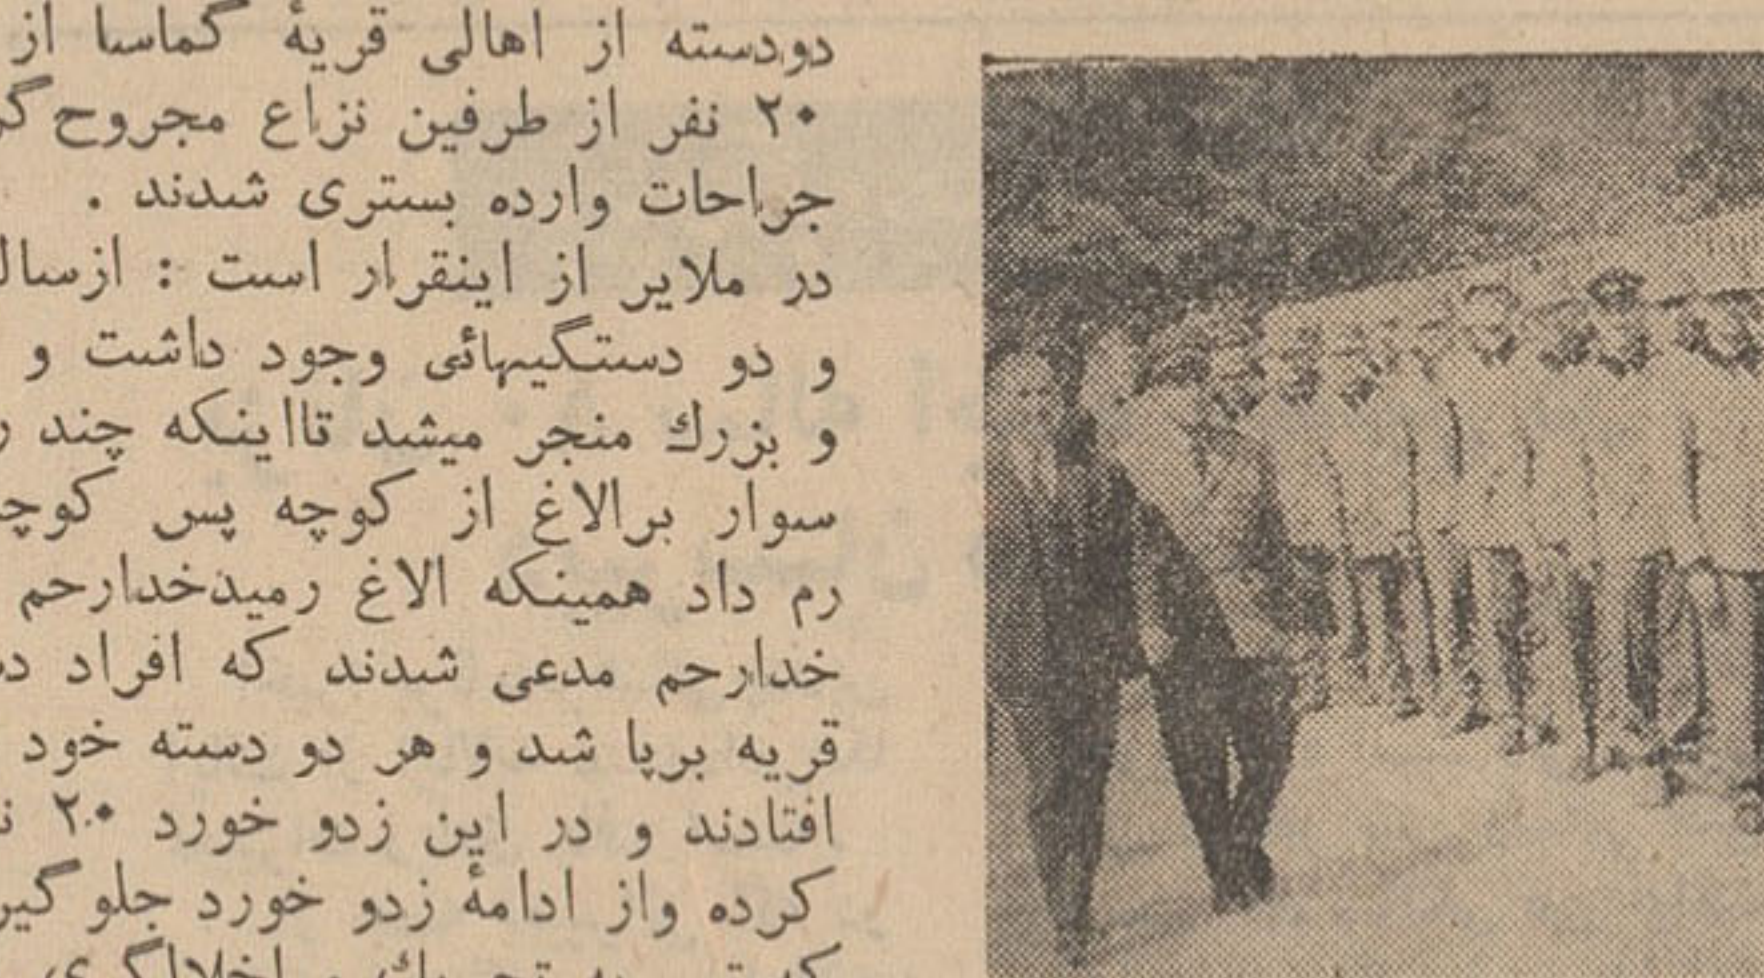 دودسته از اهالی قریهٔ گماسا از
۲۰ نفر از طرفین نزاع مجروح
جراحات وارده بستری شدند .
در ملایر از اینقرار است : ازسال
و دو دستگیهائی وجود داشت و
و بزرك منجر میشد تااینکه چند
سوار برالاغ از کوچه پس کوچ
رم داد همینکه الاغ رمیدخدارحم
خدارحم مدعی شدند که افراد
قریه برپا شد و هر دو دسته خود
افتادند و در این زدو خورد ۲۰
کرده واز ادامهٔ زدو خورد جلو گیر